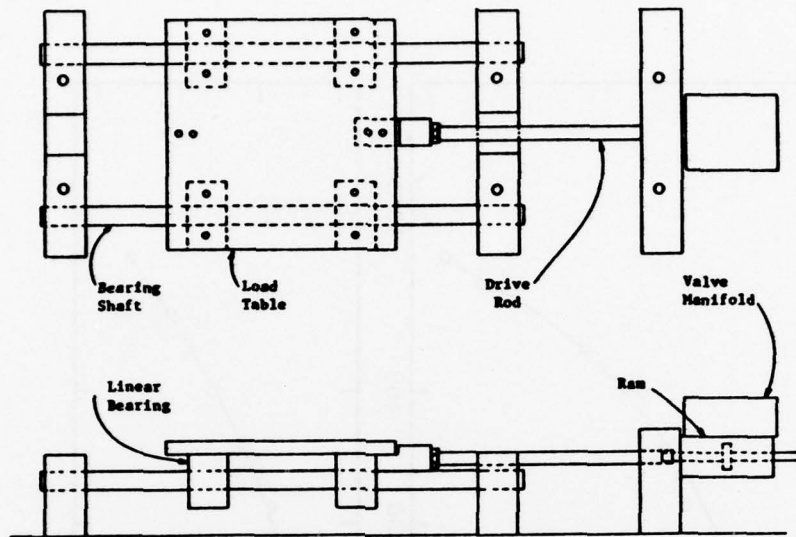 Bearing
Shaft
Load
Table
Drive
Rod
Valve
Manifold
Linear
Bearing
Ram